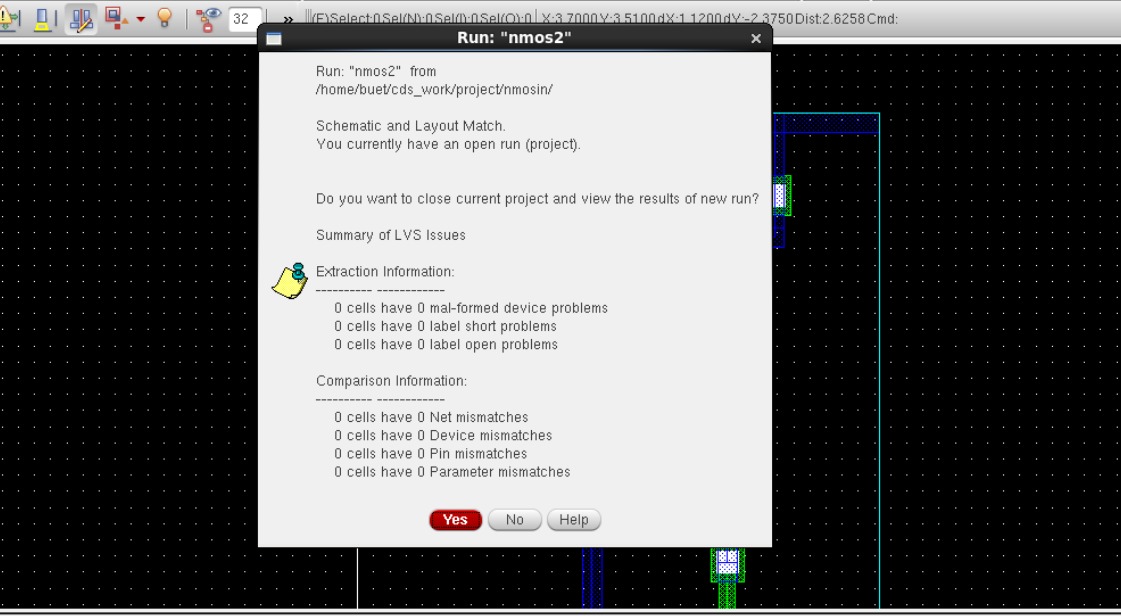 32
»
(F)Select:0 Sel(N):0 Sel(I):0 Sel(O):0 X:3.7000 Y:3.5100 dX:1.1200 dY:-2.3750 Dist:2.6258 Cmd:
Run: "nmos2"
Run: "nmos2" from
/home/buet/cds_work/project/nmosin/
Schematic and Layout Match.
You currently have an open run (project).
Do you want to close current project and view the results of new run?
Summary of LVS Issues
Extraction Information:
---------- ------------
0 cells have 0 mal-formed device problems
0 cells have 0 label short problems
0 cells have 0 label open problems
Comparison Information:
---------- ------------
0 cells have 0 Net mismatches
0 cells have 0 Device mismatches
0 cells have 0 Pin mismatches
0 cells have 0 Parameter mismatches
Yes
No
Help